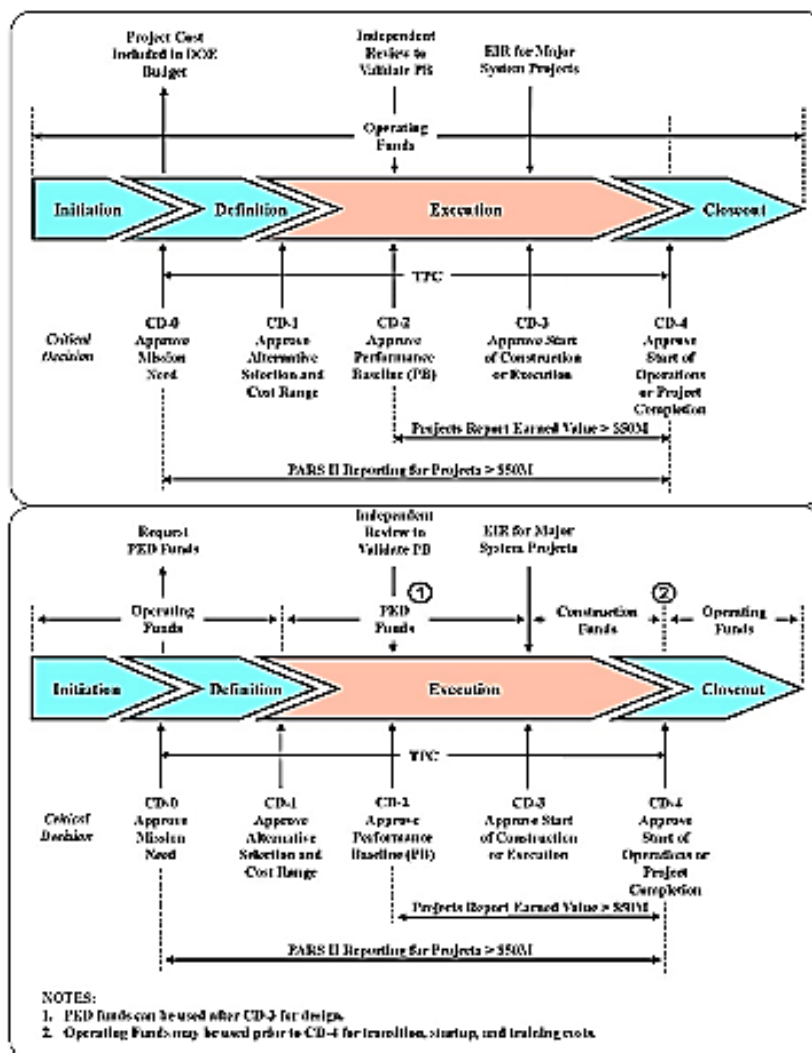 Project Cost
Included in DOE
Budget
Independent
Review to
Validate PB
EIR for Major
System Projects
Operating
Funds
Initiation
Definition
Execution
Closeout
TPC
Critical
Decision
CD-0
Approve
Mission
Need
CD-1
Approve
Alternative
Selection and
Cost Range
CD-2
Approve
Performance
Baseline (PB)
CD-3
Approve Start
of Construction
or Execution
CD-4
Approve
Start of
Operations
or Project
Completion
Projects Report Earned Value > $50M
PARS II Reporting for Projects > $50M
Request
PED Funds
Independent
Review to
Validate PB
EIR for Major
System Projects
1
2
Operating
Funds
PED
Funds
Construction
Funds
Operating
Funds
Initiation
Definition
Execution
Closeout
TPC
Critical
Decision
CD-0
Approve
Mission
Need
CD-1
Approve
Alternative
Selection and
Cost Range
CD-2
Approve
Performance
Baseline (PB)
CD-3
Approve Start
of Construction
or Execution
CD-4
Approve
Start of
Operations or
Project
Completion
Projects Report Earned Value > $50M
PARS II Reporting for Projects > $50M
NOTES:
1. PED funds can be used after CD-3 for design.
2. Operating Funds may be used prior to CD-4 for transition, startup, and training costs.